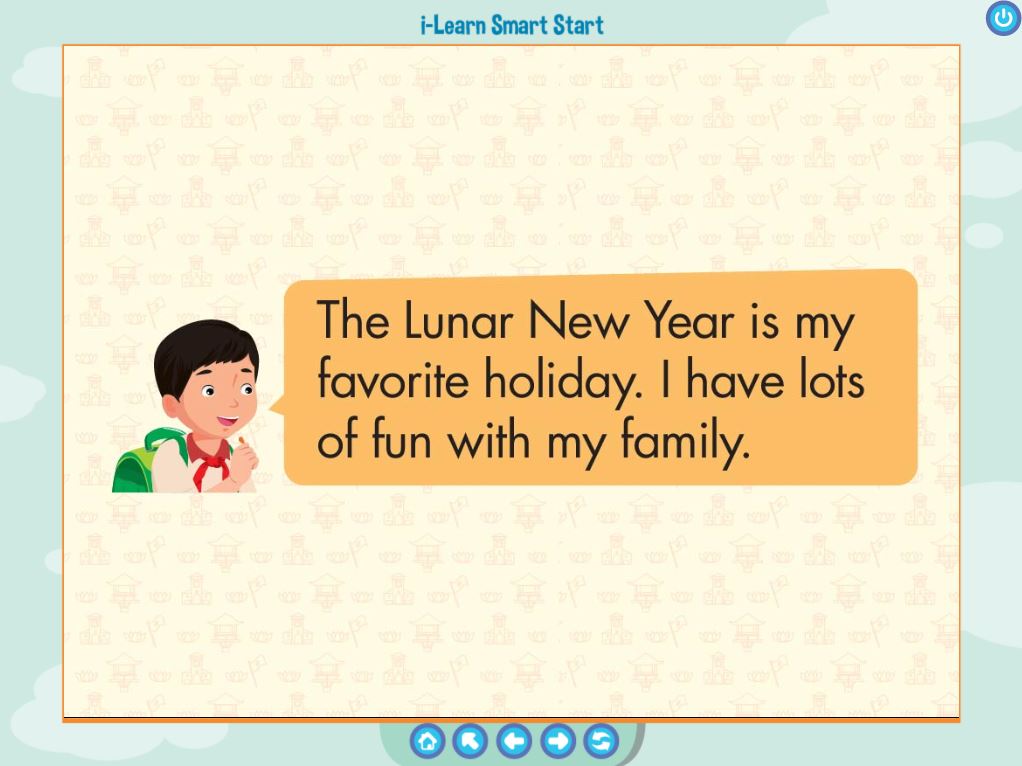 i-Learn Smart Start
The Lunar New Year is my
favorite holiday. I have lots
of fun with my family.